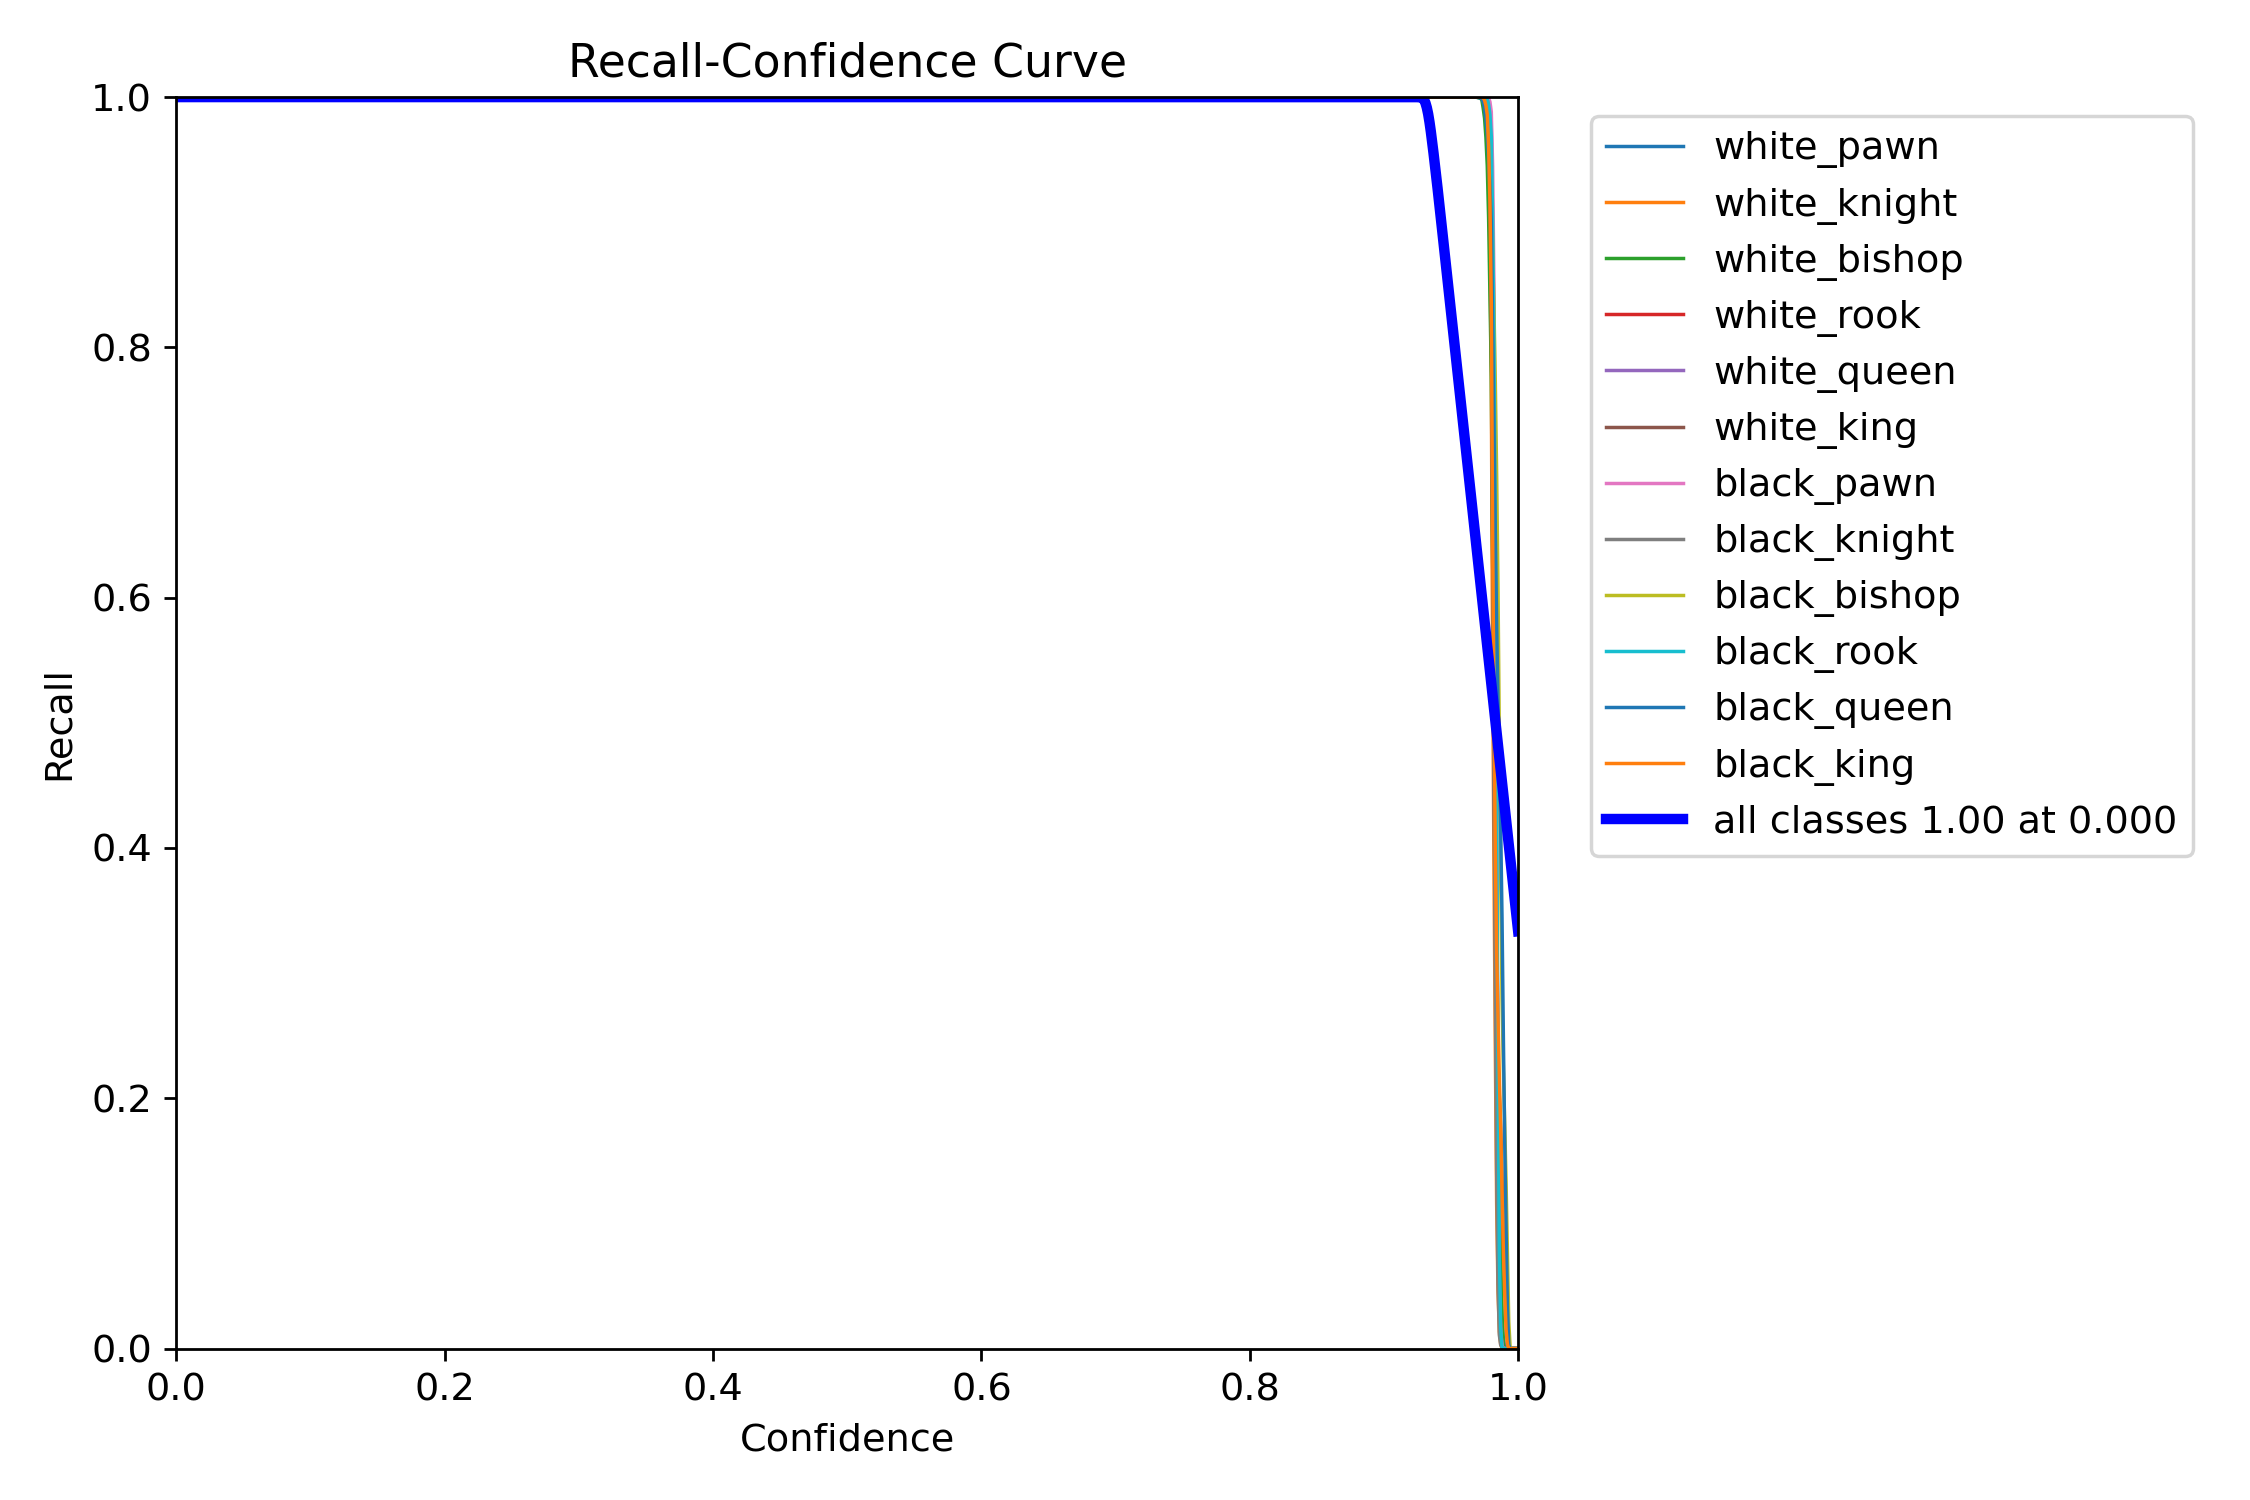 Recall-Confidence Curve
1.0
0.8
0.6
0.4
0.2
0.0
Recall
0.0 0.2 0.4 0.6 0.8 1.0
Confidence
white_pawn
white_knight
white_bishop
white_rook
white_queen
white_king
black_pawn
black_knight
black_bishop
black_rook
black_queen
black_king
all classes 1.00 at 0.000